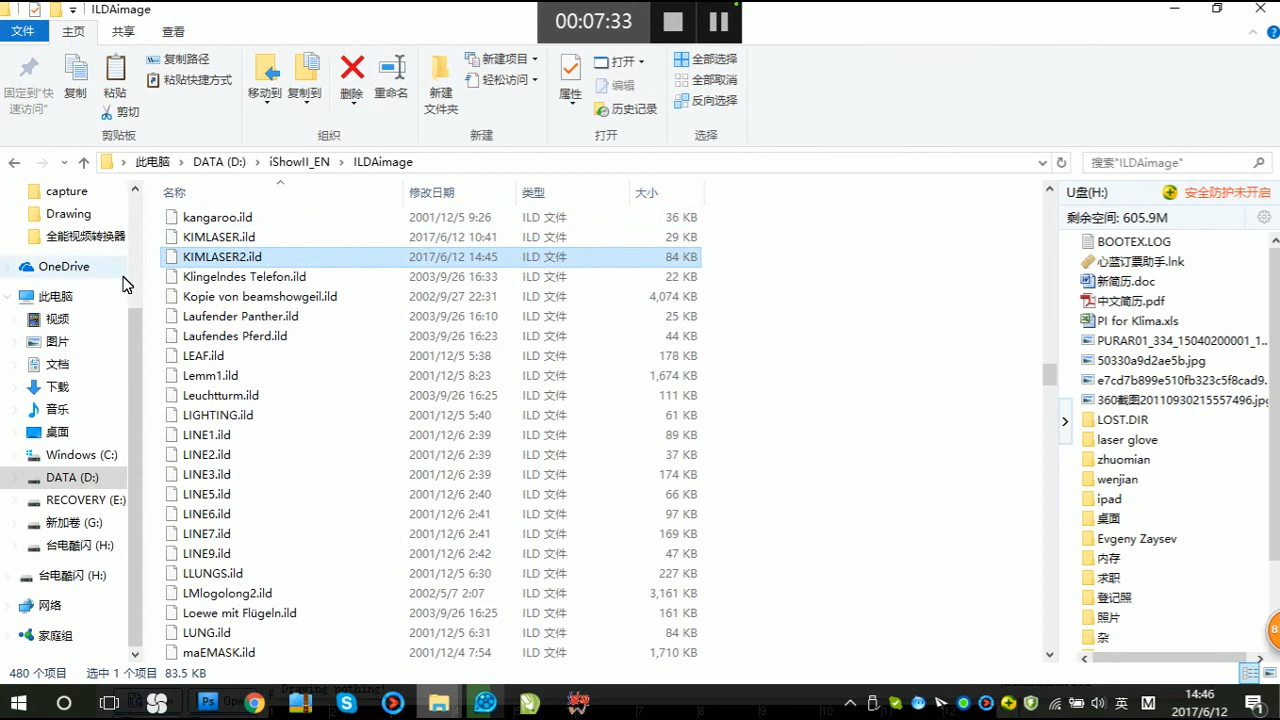 ILDAimage
00:07:33
文件 主页 共享 查看
固定到"快速访问"
复制
粘贴
复制路径
粘贴快捷方式
剪切
移动到
复制到
删除
重命名
新建文件夹
新建项目
轻松访问
属性
打开
编辑
历史记录
全部选择
全部取消
反向选择
剪贴板 组织 新建 打开 选择
此电脑 DATA (D:) iShowII_EN ILDAimage
搜索"ILDAimage"
capture
Drawing
全能视频转换器
OneDrive
此电脑
视频
图片
文档
下载
音乐
桌面
Windows (C:)
DATA (D:)
RECOVERY (E:)
新加卷 (G:)
台电酷闪 (H:)
台电酷闪 (H:)
网络
家庭组
名称 修改日期 类型 大小
kangaroo.ild 2001/12/5 9:26 ILD 文件 36 KB
KIMLASER.ild 2017/6/12 10:41 ILD 文件 29 KB
KIMLASER2.ild 2017/6/12 14:45 ILD 文件 84 KB
Klingelndes Telefon.ild 2003/9/26 16:33 ILD 文件 22 KB
Kopie von beamshowgeil.ild 2002/9/27 22:31 ILD 文件 4,074 KB
Laufender Panther.ild 2003/9/26 16:10 ILD 文件 25 KB
Laufendes Pferd.ild 2003/9/26 16:23 ILD 文件 44 KB
LEAF.ild 2001/12/5 5:38 ILD 文件 178 KB
Lemm1.ild 2001/12/5 8:23 ILD 文件 1,674 KB
Leuchtturm.ild 2003/9/26 16:25 ILD 文件 111 KB
LIGHTING.ild 2001/12/5 5:40 ILD 文件 61 KB
LINE1.ild 2001/12/6 2:39 ILD 文件 89 KB
LINE2.ild 2001/12/6 2:39 ILD 文件 37 KB
LINE3.ild 2001/12/6 2:39 ILD 文件 174 KB
LINE5.ild 2001/12/6 2:40 ILD 文件 66 KB
LINE6.ild 2001/12/6 2:41 ILD 文件 97 KB
LINE7.ild 2001/12/6 2:41 ILD 文件 169 KB
LINE9.ild 2001/12/6 2:42 ILD 文件 47 KB
LLUNGS.ild 2001/12/5 6:30 ILD 文件 227 KB
LMlogolong2.ild 2002/5/7 2:07 ILD 文件 3,161 KB
Loewe mit Flügeln.ild 2003/9/26 16:25 ILD 文件 161 KB
LUNG.ild 2001/12/5 6:31 ILD 文件 84 KB
maEMASK.ild 2001/12/4 7:54 ILD 文件 1,710 KB
U盘(H:) 安全防护未开启
剩余空间: 605.9M
BOOTEX.LOG
心蓝订票助手.lnk
新简历.doc
中文简历.pdf
PI for Klima.xls
PURAR01_334_15040200001_1...
50330a9d2ae5b.jpg
e7cd7b899e510fb323c5f8cad9...
360截图20110930215557496.jpg
LOST.DIR
laser glove
zhuomian
wenjian
ipad
桌面
Evgeny Zaysev
内存
求职
登记照
照片
杂
480 个项目 选中 1 个项目 83.5 KB
Drawing nothing!
Ps Opw
英 M 14:46
2017/6/12